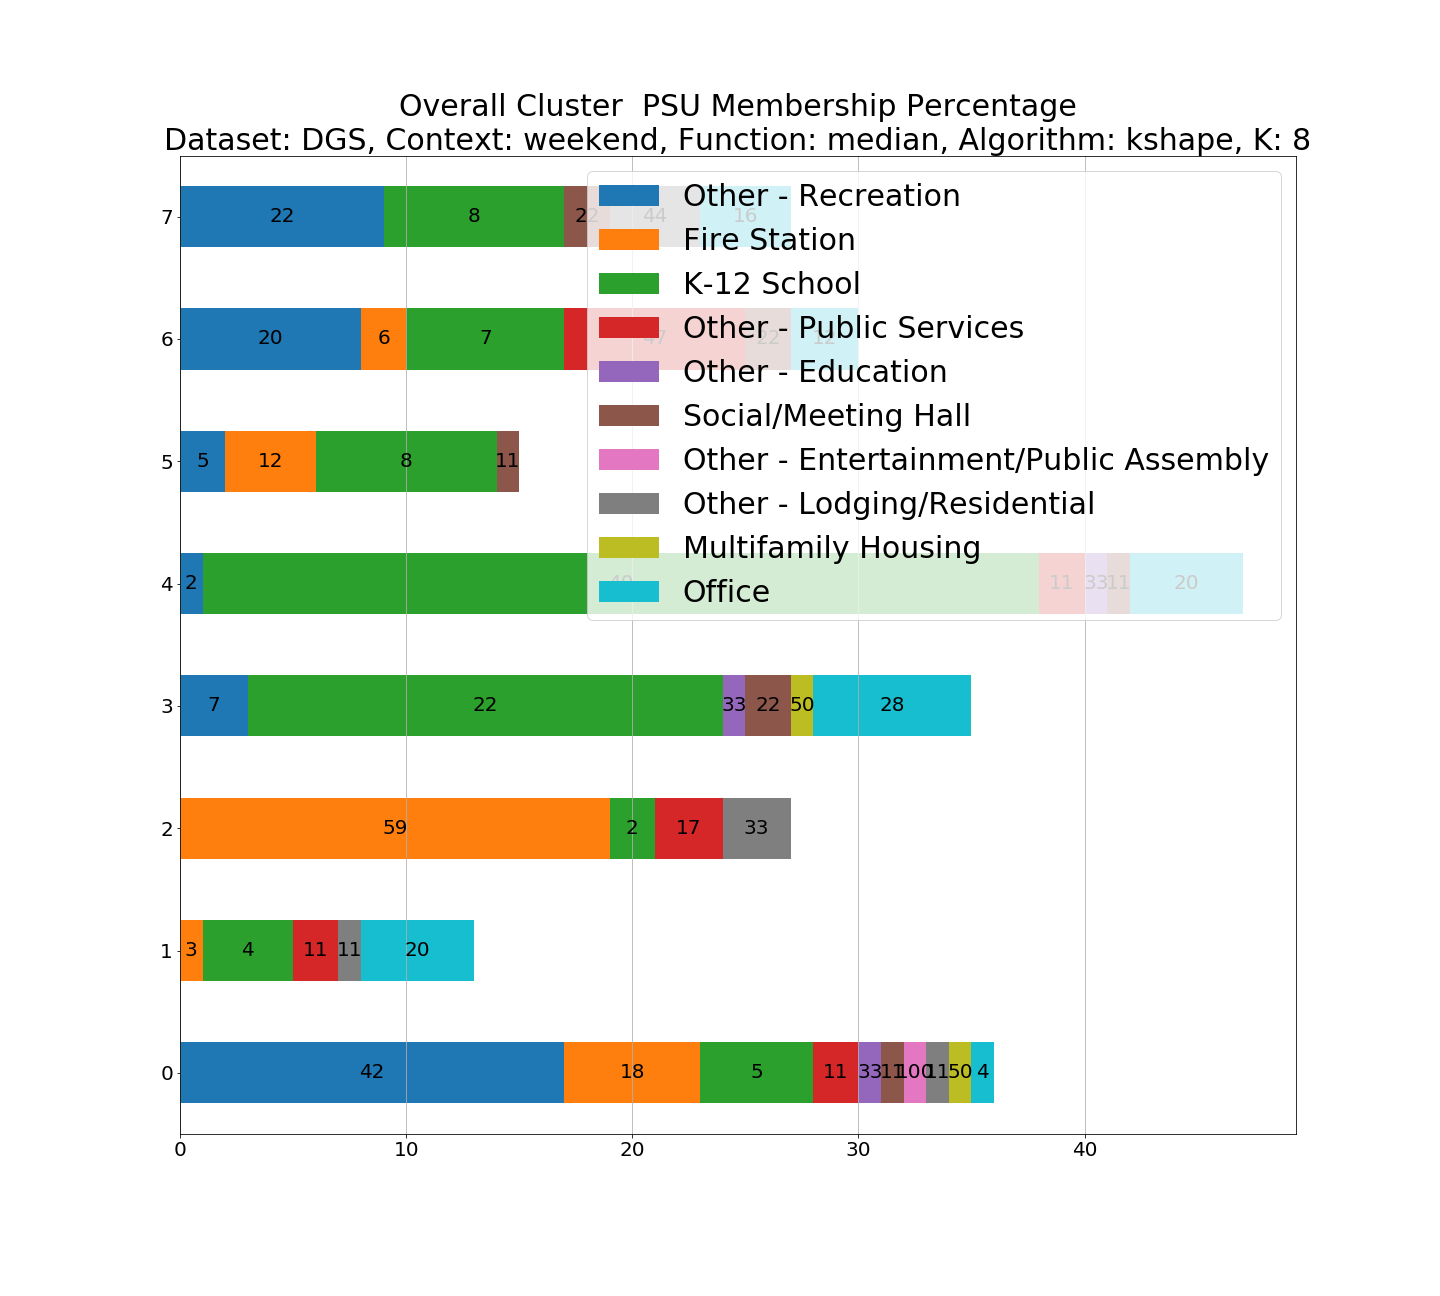 Overall Cluster  PSU Membership Percentage
Dataset: DGS, Context: weekend, Function: median, Algorithm: kshape, K: 8
Other - Recreation
Fire Station
K-12 School
Other - Public Services
Other - Education
Social/Meeting Hall
Other - Entertainment/Public Assembly
Other - Lodging/Residential
Multifamily Housing
Office
7 22 8 22 44 16
6 20 6 7 47 22 12
5 5 12 8 11
4 2 40 11 33 11 20
3 7 22 33 22 50 28
2 59 2 17 33
1 3 4 11 11 20
0 42 18 5 11 33 11 100 11 50 4
0 10 20 30 40